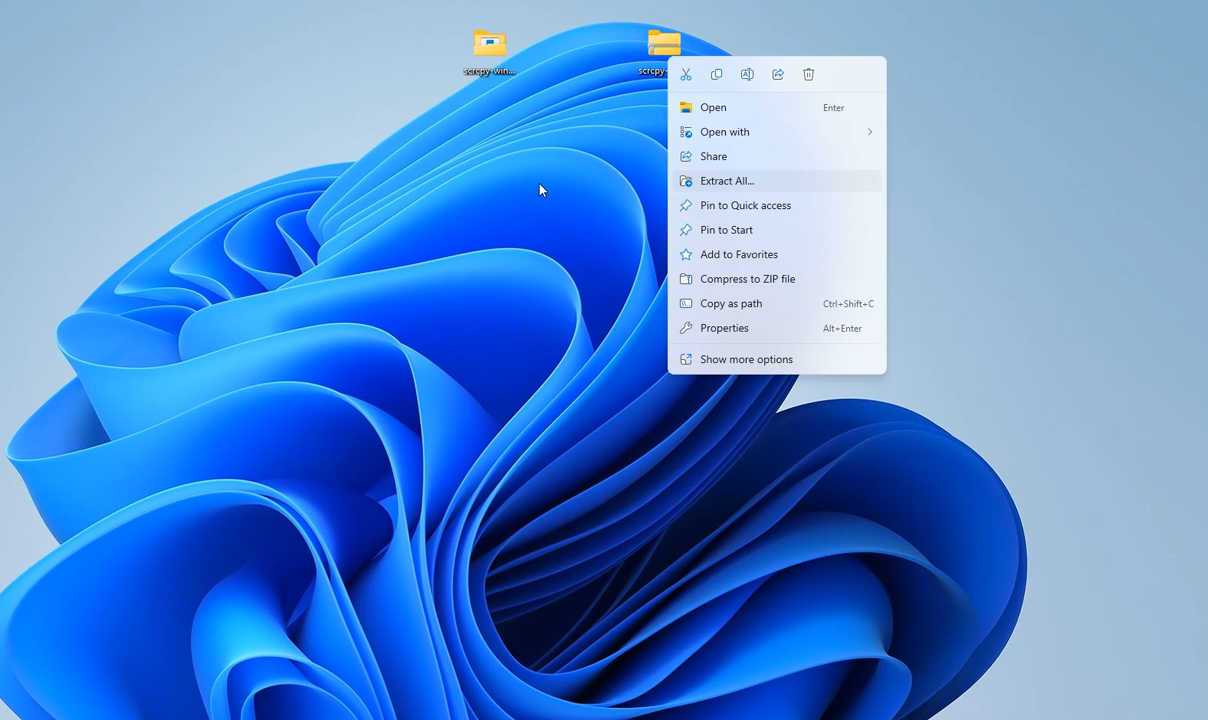 scrcpy-win...
scrcpy-
Open Enter
Open with
Share
Extract All...
Pin to Quick access
Pin to Start
Add to Favorites
Compress to ZIP file
Copy as path Ctrl+Shift+C
Properties Alt+Enter
Show more options